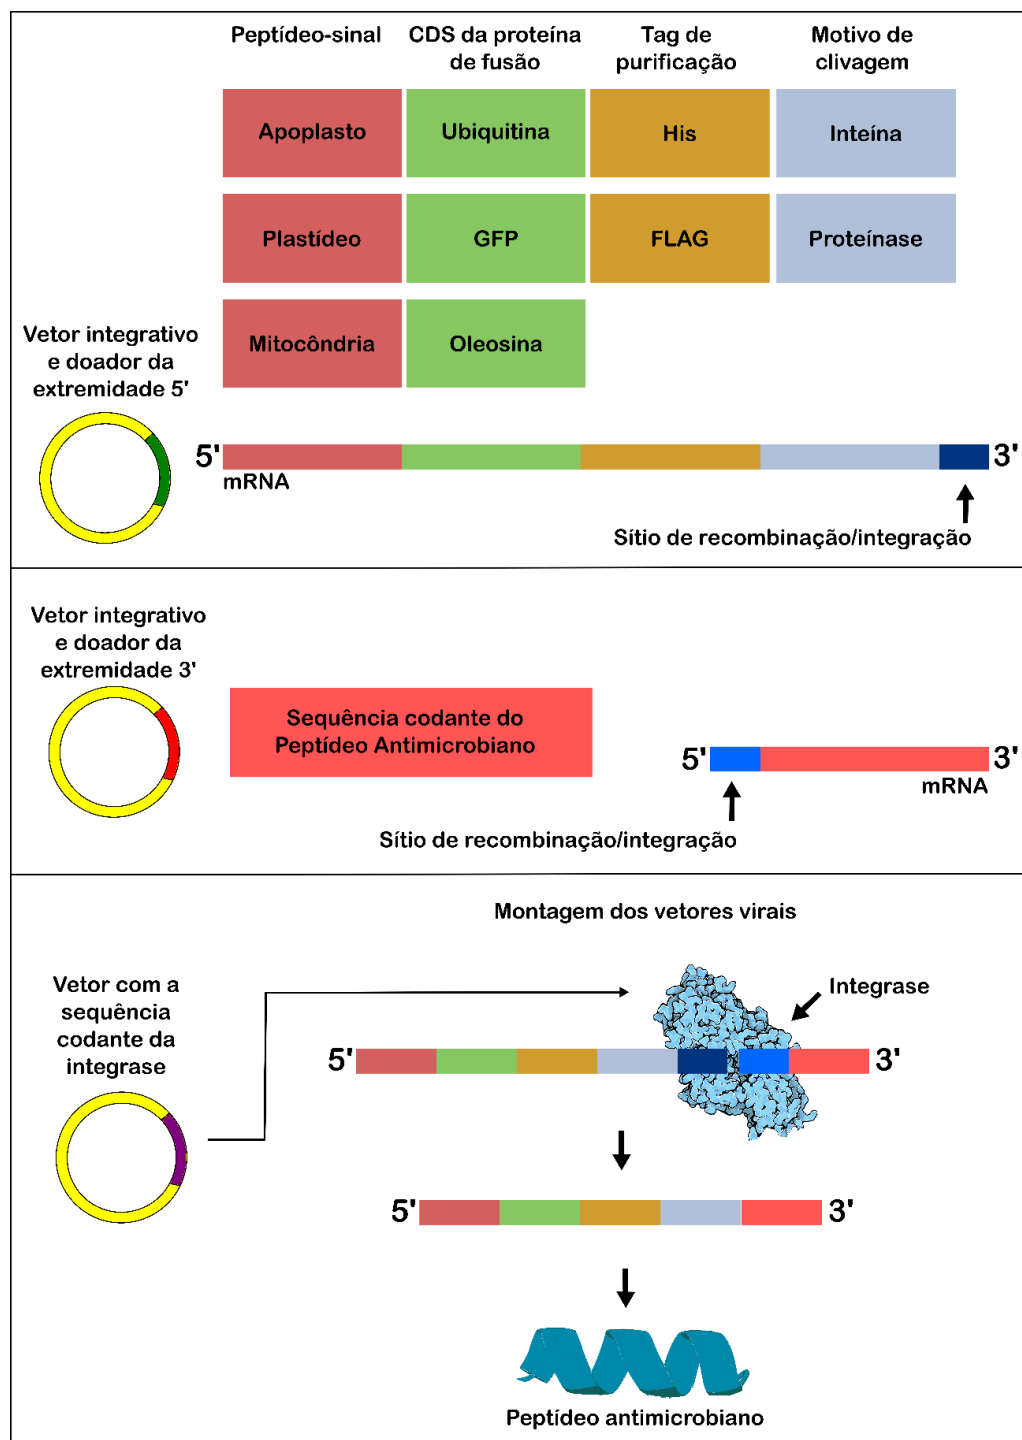 Peptídeo-sinal
CDS da proteína
de fusão
Tag de
purificação
Motivo de
clivagem
Apoplasto
Ubiquitina
His
Inteína
Plastídeo
GFP
FLAG
Proteínase
Mitocôndria
Oleosina
Vetor integrativo
e doador da
extremidade 5'
5'
3'
mRNA
Sítio de recombinação/integração
Vetor integrativo
e doador da
extremidade 3'
Sequência codante do
Peptídeo Antimicrobiano
5'
3'
mRNA
Sítio de recombinação/integração
Montagem dos vetores virais
Vetor com a
sequência
codante da
integrase
Integrase
5'
3'
5'
3'
Peptídeo antimicrobiano